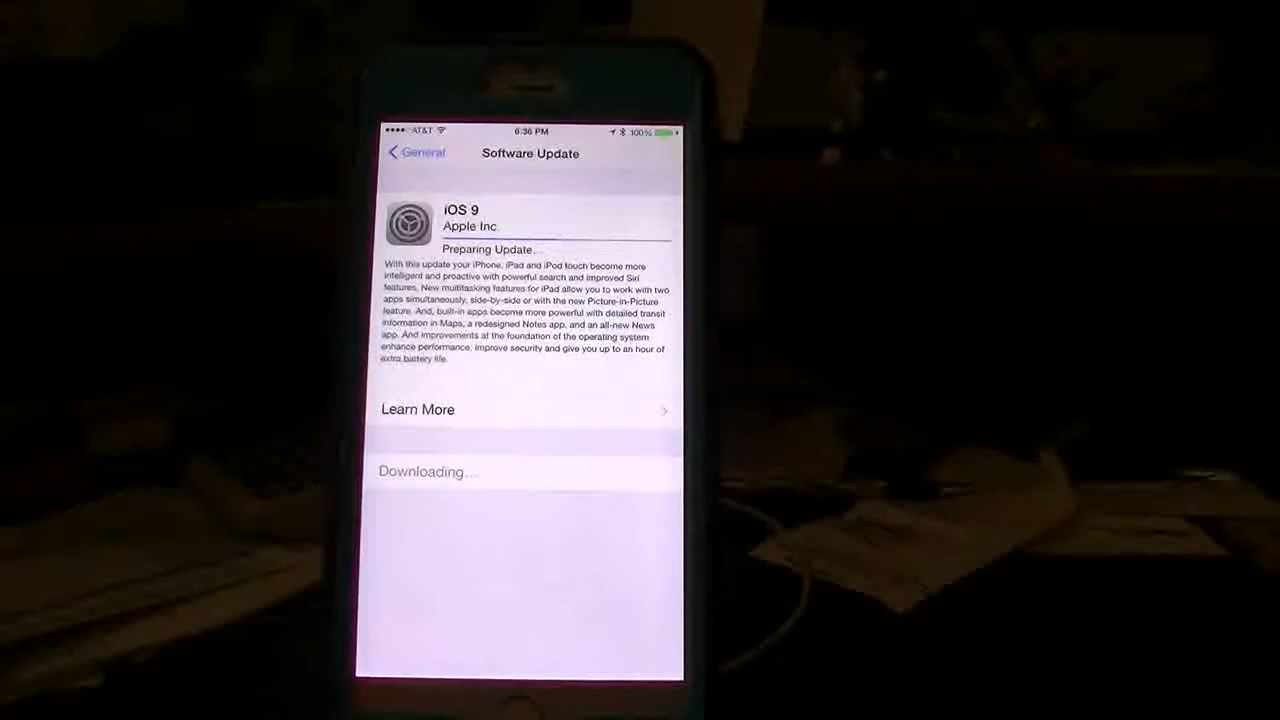 AT&T 6:36 PM 100%
General Software Update
iOS 9
Apple Inc.
Preparing Update...
With this update your iPhone, iPad and iPod touch become more
intelligent and proactive with powerful search and improved Siri
features. New multitasking features for iPad allow you to work with two
apps simultaneously, side-by-side or with the new Picture-in-Picture
feature. And, built-in apps become more powerful with detailed transit
information in Maps, a redesigned Notes app, and an all-new News
app. And improvements at the foundation of the operating system
enhance performance, improve security and give you up to an hour of
extra battery life.
Learn More
Downloading...